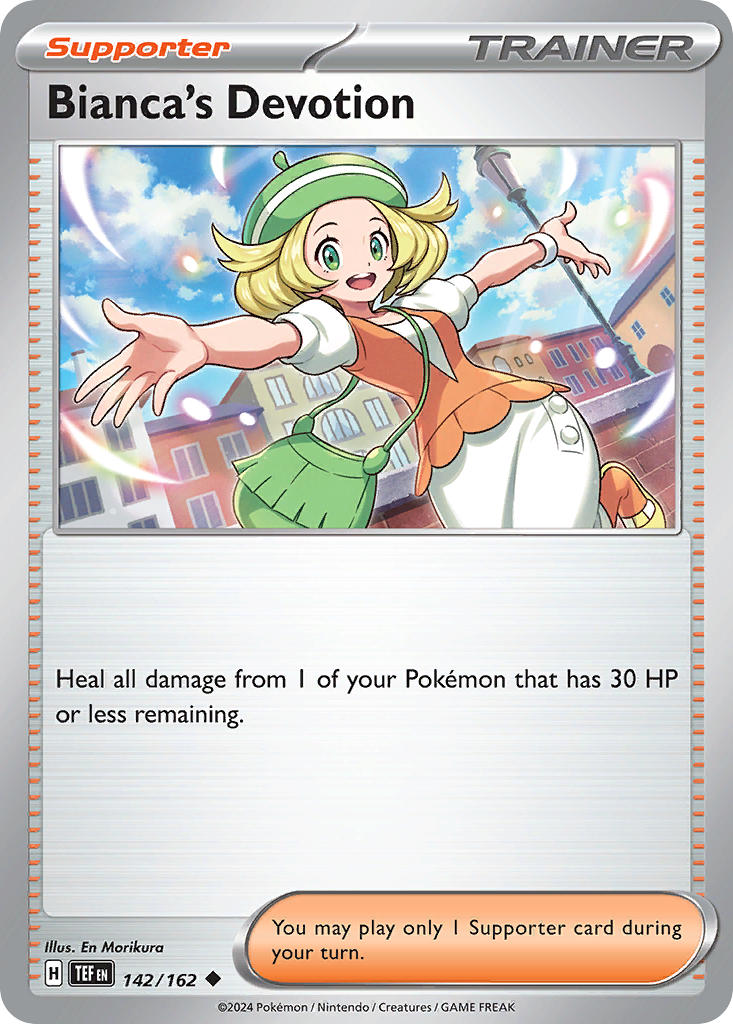 Supporter
TRAINER
Bianca's Devotion
Heal all damage from 1 of your Pokémon that has 30 HP
or less remaining.
You may play only 1 Supporter card during
your turn.
Illus. En Morikura
H TEF EN 142/162
©2024 Pokémon / Nintendo / Creatures / GAME FREAK